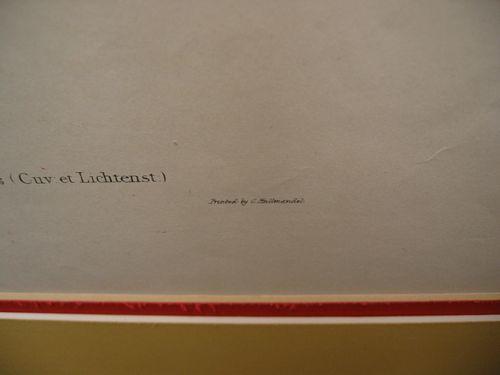 s (Cuv. et Lichtenst.)
Printed by C. Hullmandel.